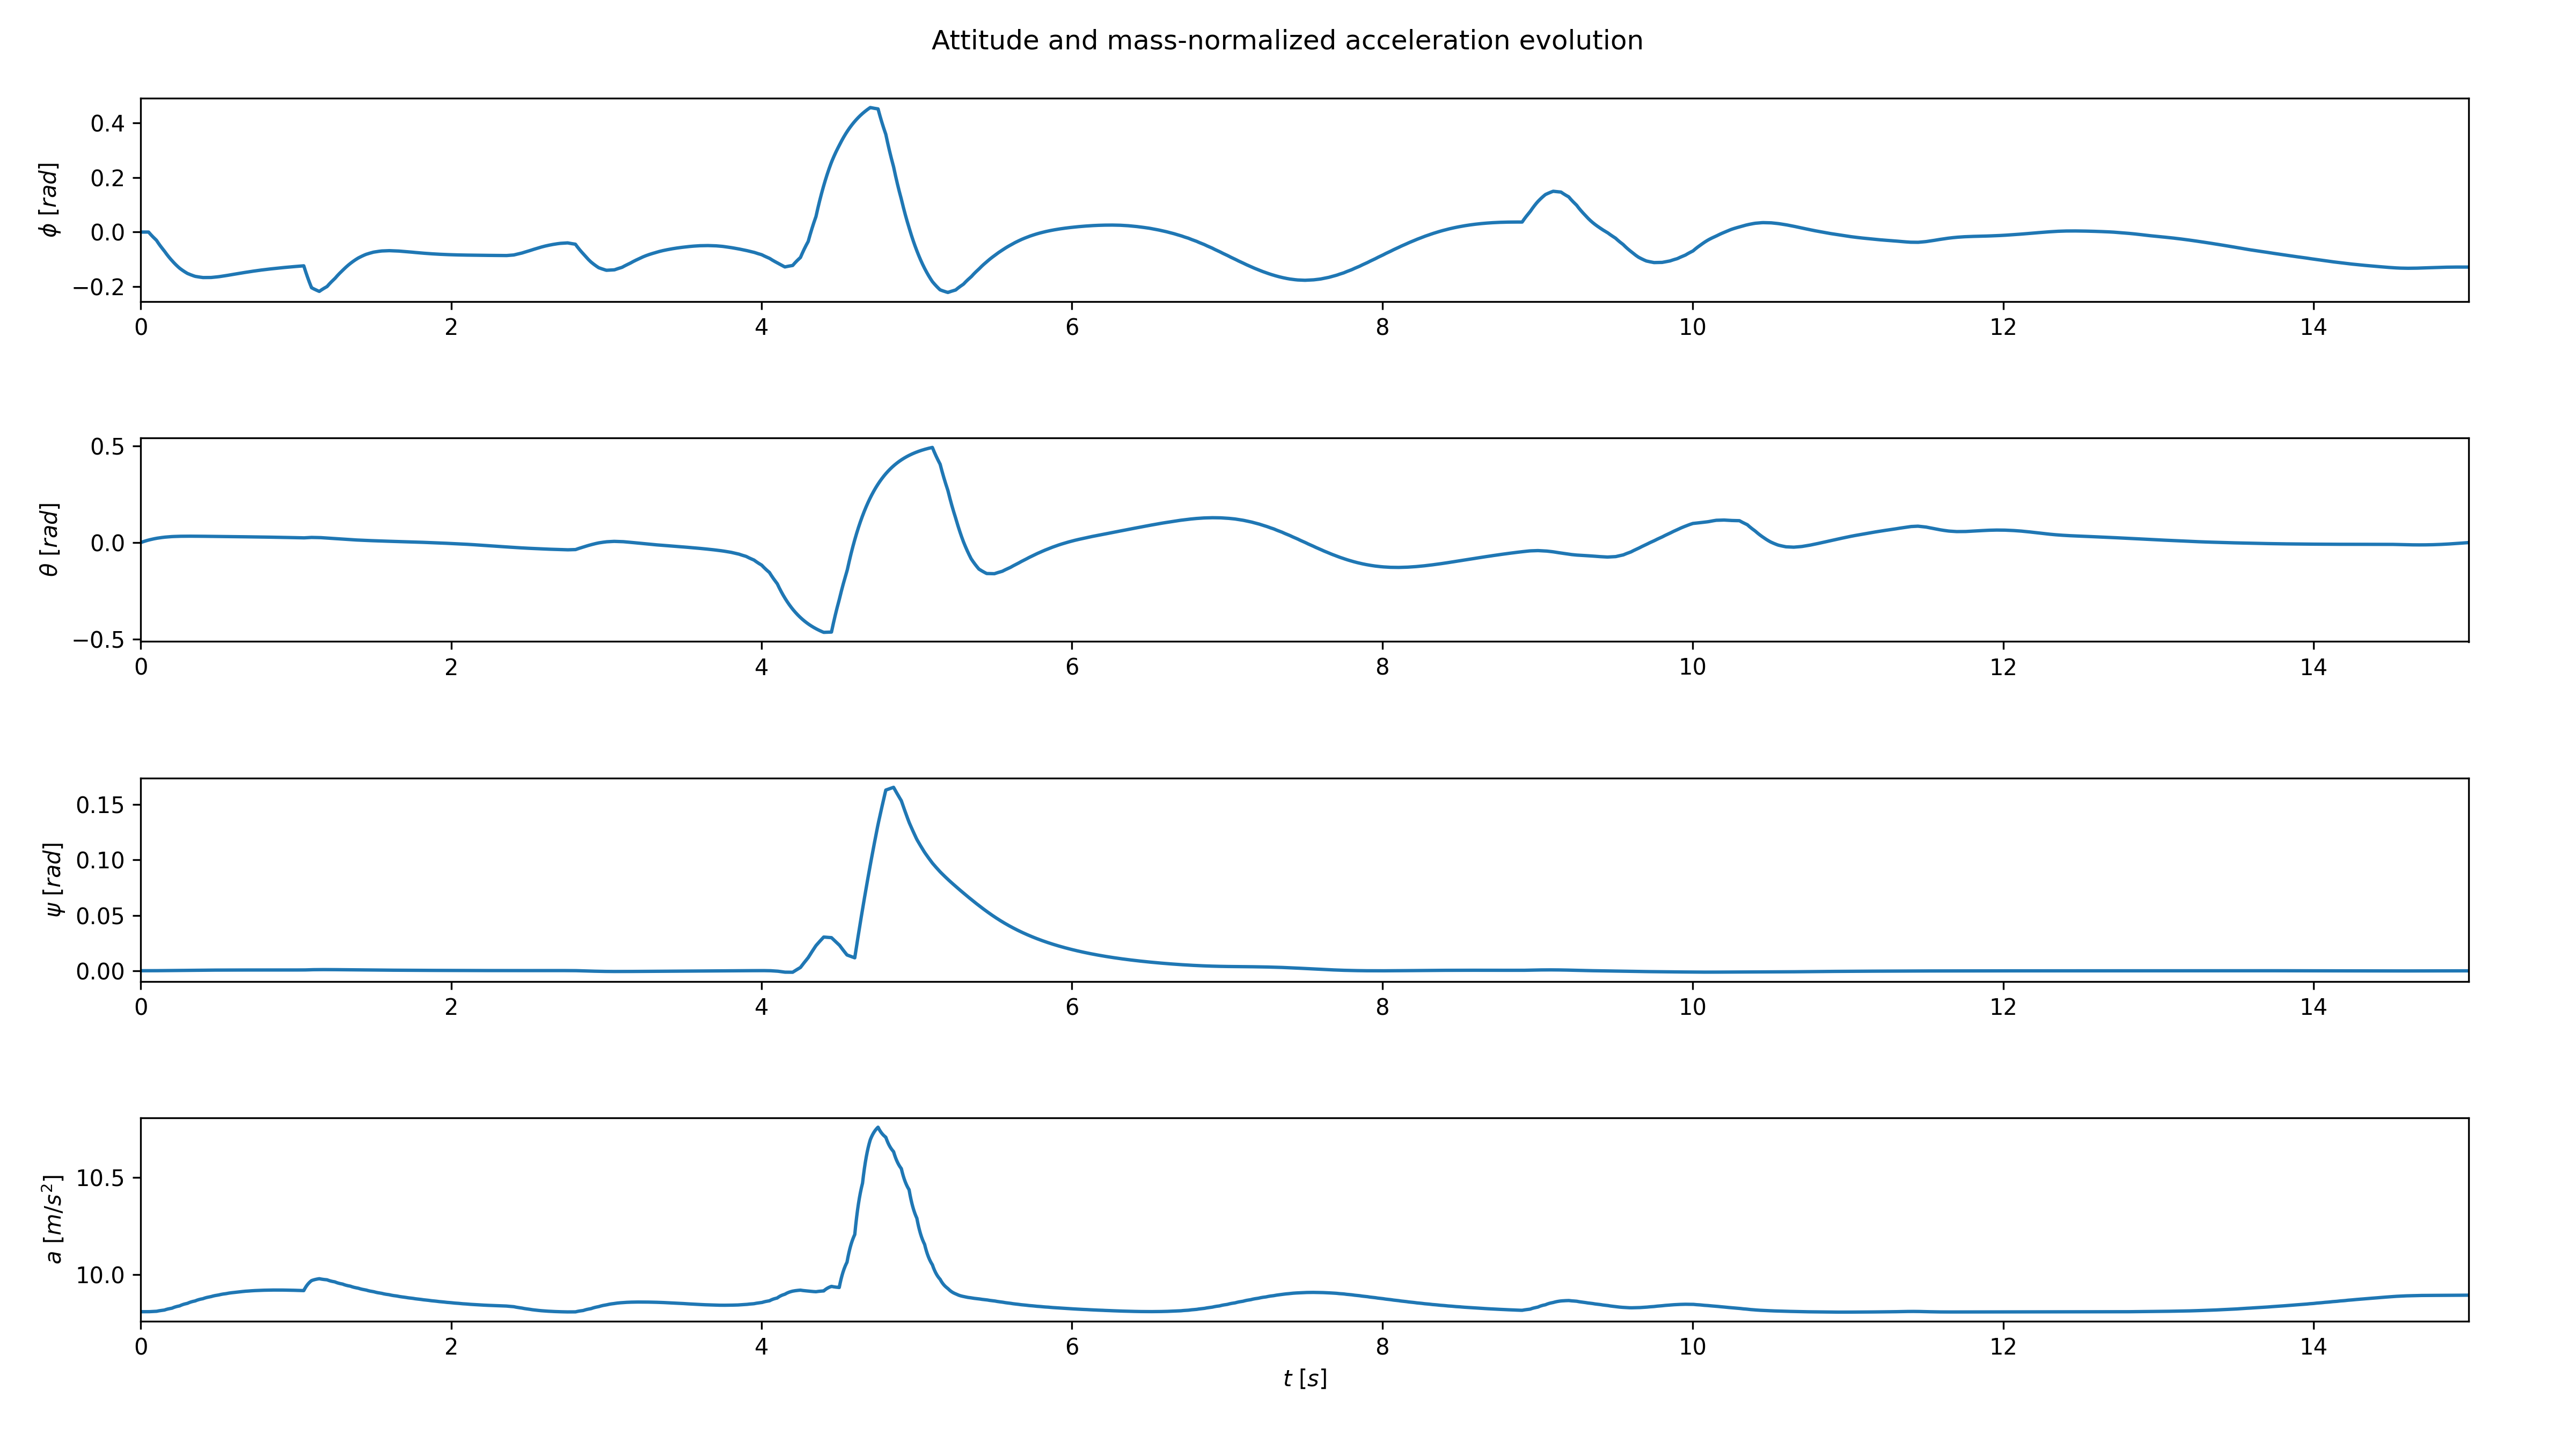 Attitude and mass-normalized acceleration evolution
ϕ [rad]
0.4
0.2
0.0
−0.2
0 2 4 6 8 10 12 14
θ [rad]
0.5
0.0
−0.5
0 2 4 6 8 10 12 14
ψ [rad]
0.15
0.10
0.05
0.00
0 2 4 6 8 10 12 14
a [m/s²]
10.5
10.0
0 2 4 6 8 10 12 14
t [s]